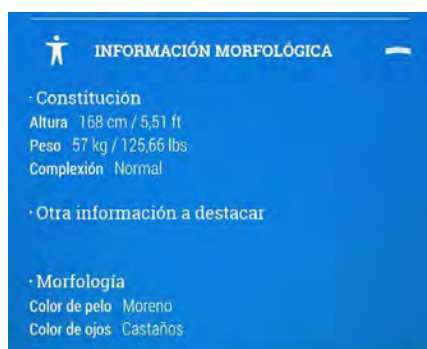 INFORMACIÓN MORFOLÓGICA
· Constitución
Altura 168 cm / 5,51 ft
Peso 57 kg / 125,66 lbs
Complexión Normal
· Otra información a destacar
· Morfología
Color de pelo Moreno
Color de ojos Castaños